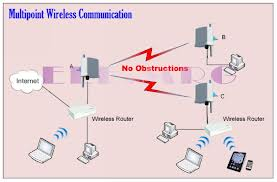 Multipoint Wireless Communication
B
A
No Obstructions
Internet
C
Wireless Router
Wireless Router